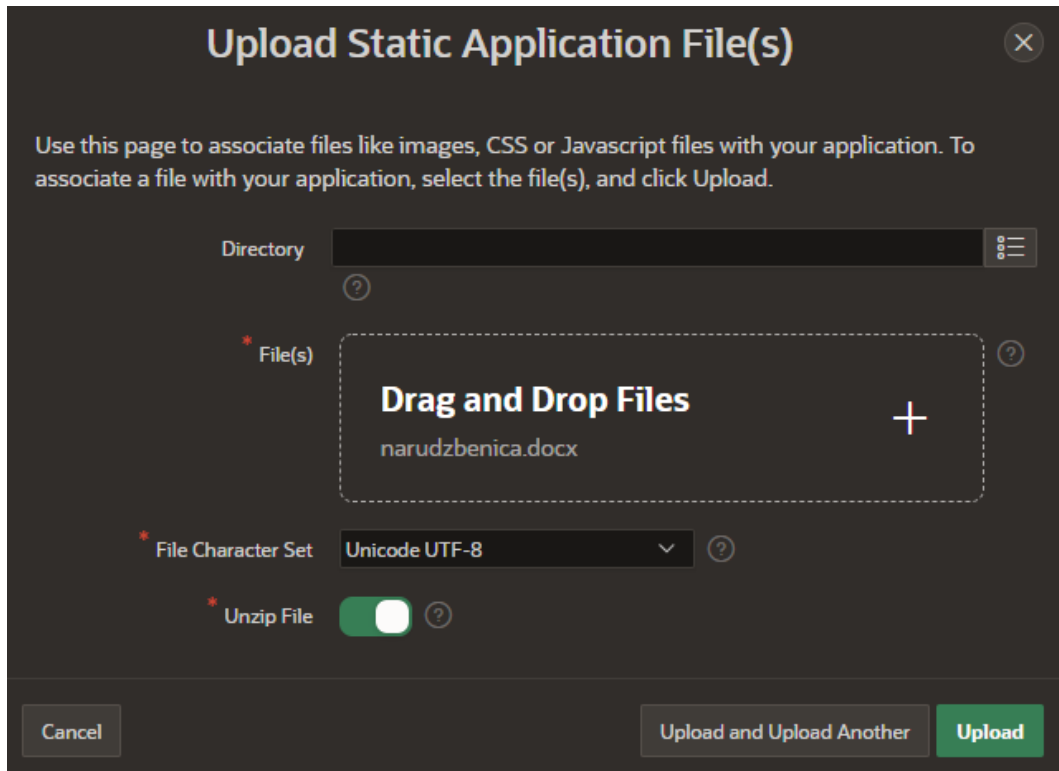 Upload Static Application File(s)
Use this page to associate files like images, CSS or Javascript files with your application. To
associate a file with your application, select the file(s), and click Upload.
Directory
?
* File(s)
?
Drag and Drop Files
narudzbenica.docx
* File Character Set Unicode UTF-8 ?
* Unzip File ?
Cancel Upload and Upload Another Upload